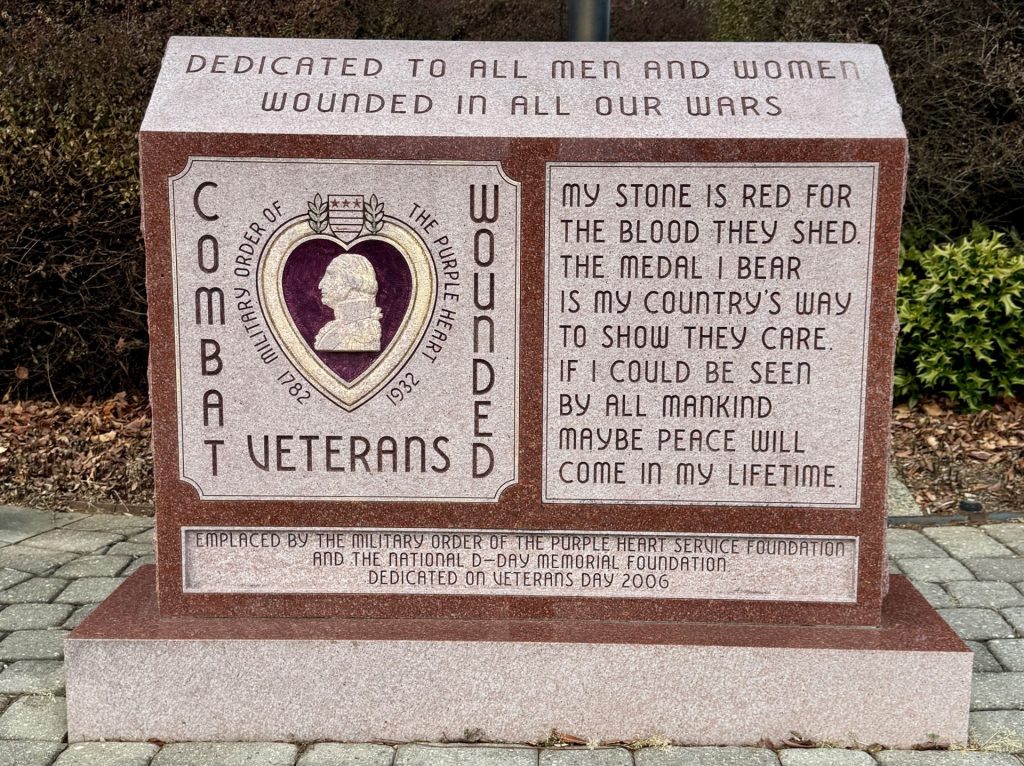 DEDICATED TO ALL MEN AND WOMEN
WOUNDED IN ALL OUR WARS
COMBAT
WOUNDED
VETERANS
MILITARY ORDER OF
THE PURPLE HEART
1782
1932
MY STONE IS RED FOR
THE BLOOD THEY SHED.
THE MEDAL I BEAR
IS MY COUNTRY'S WAY
TO SHOW THEY CARE.
IF I COULD BE SEEN
BY ALL MANKIND
MAYBE PEACE WILL
COME IN MY LIFETIME.
EMPLACED BY THE MILITARY ORDER OF THE PURPLE HEART SERVICE FOUNDATION
AND THE NATIONAL D-DAY MEMORIAL FOUNDATION
DEDICATED ON VETERANS DAY 2006